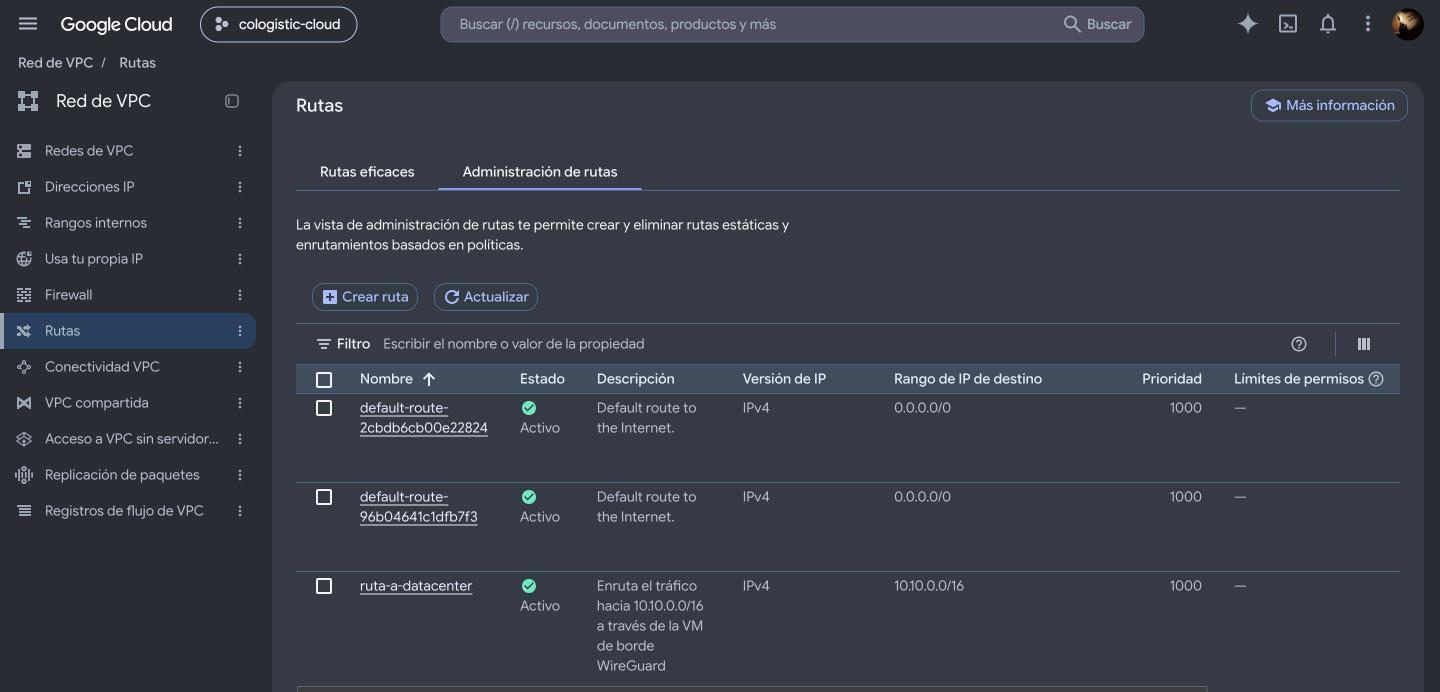 Google Cloud
cologistic-cloud
Buscar (/) recursos, documentos, productos y más
Buscar
Red de VPC / Rutas
Red de VPC
Redes de VPC
Direcciones IP
Rangos internos
Usa tu propia IP
Firewall
Rutas
Conectividad VPC
VPC compartida
Acceso a VPC sin servidor...
Replicación de paquetes
Registros de flujo de VPC
Rutas
Más información
Rutas eficaces
Administración de rutas
La vista de administración de rutas te permite crear y eliminar rutas estáticas y
enrutamientos basados en políticas.
Crear ruta
Actualizar
Filtro Escribir el nombre o valor de la propiedad
Nombre Estado Descripción Versión de IP Rango de IP de destino Prioridad Límites de permisos
default-route- Default route to IPv4 0.0.0.0/0 1000 —
2cbdb6cb00e22824 Activo the Internet.
default-route- Default route to IPv4 0.0.0.0/0 1000 —
96b04641c1dfb7f3 Activo the Internet.
ruta-a-datacenter Enruta el tráfico IPv4 10.10.0.0/16 1000 —
Activo hacia 10.10.0.0/16
a través de la VM
de borde
WireGuard